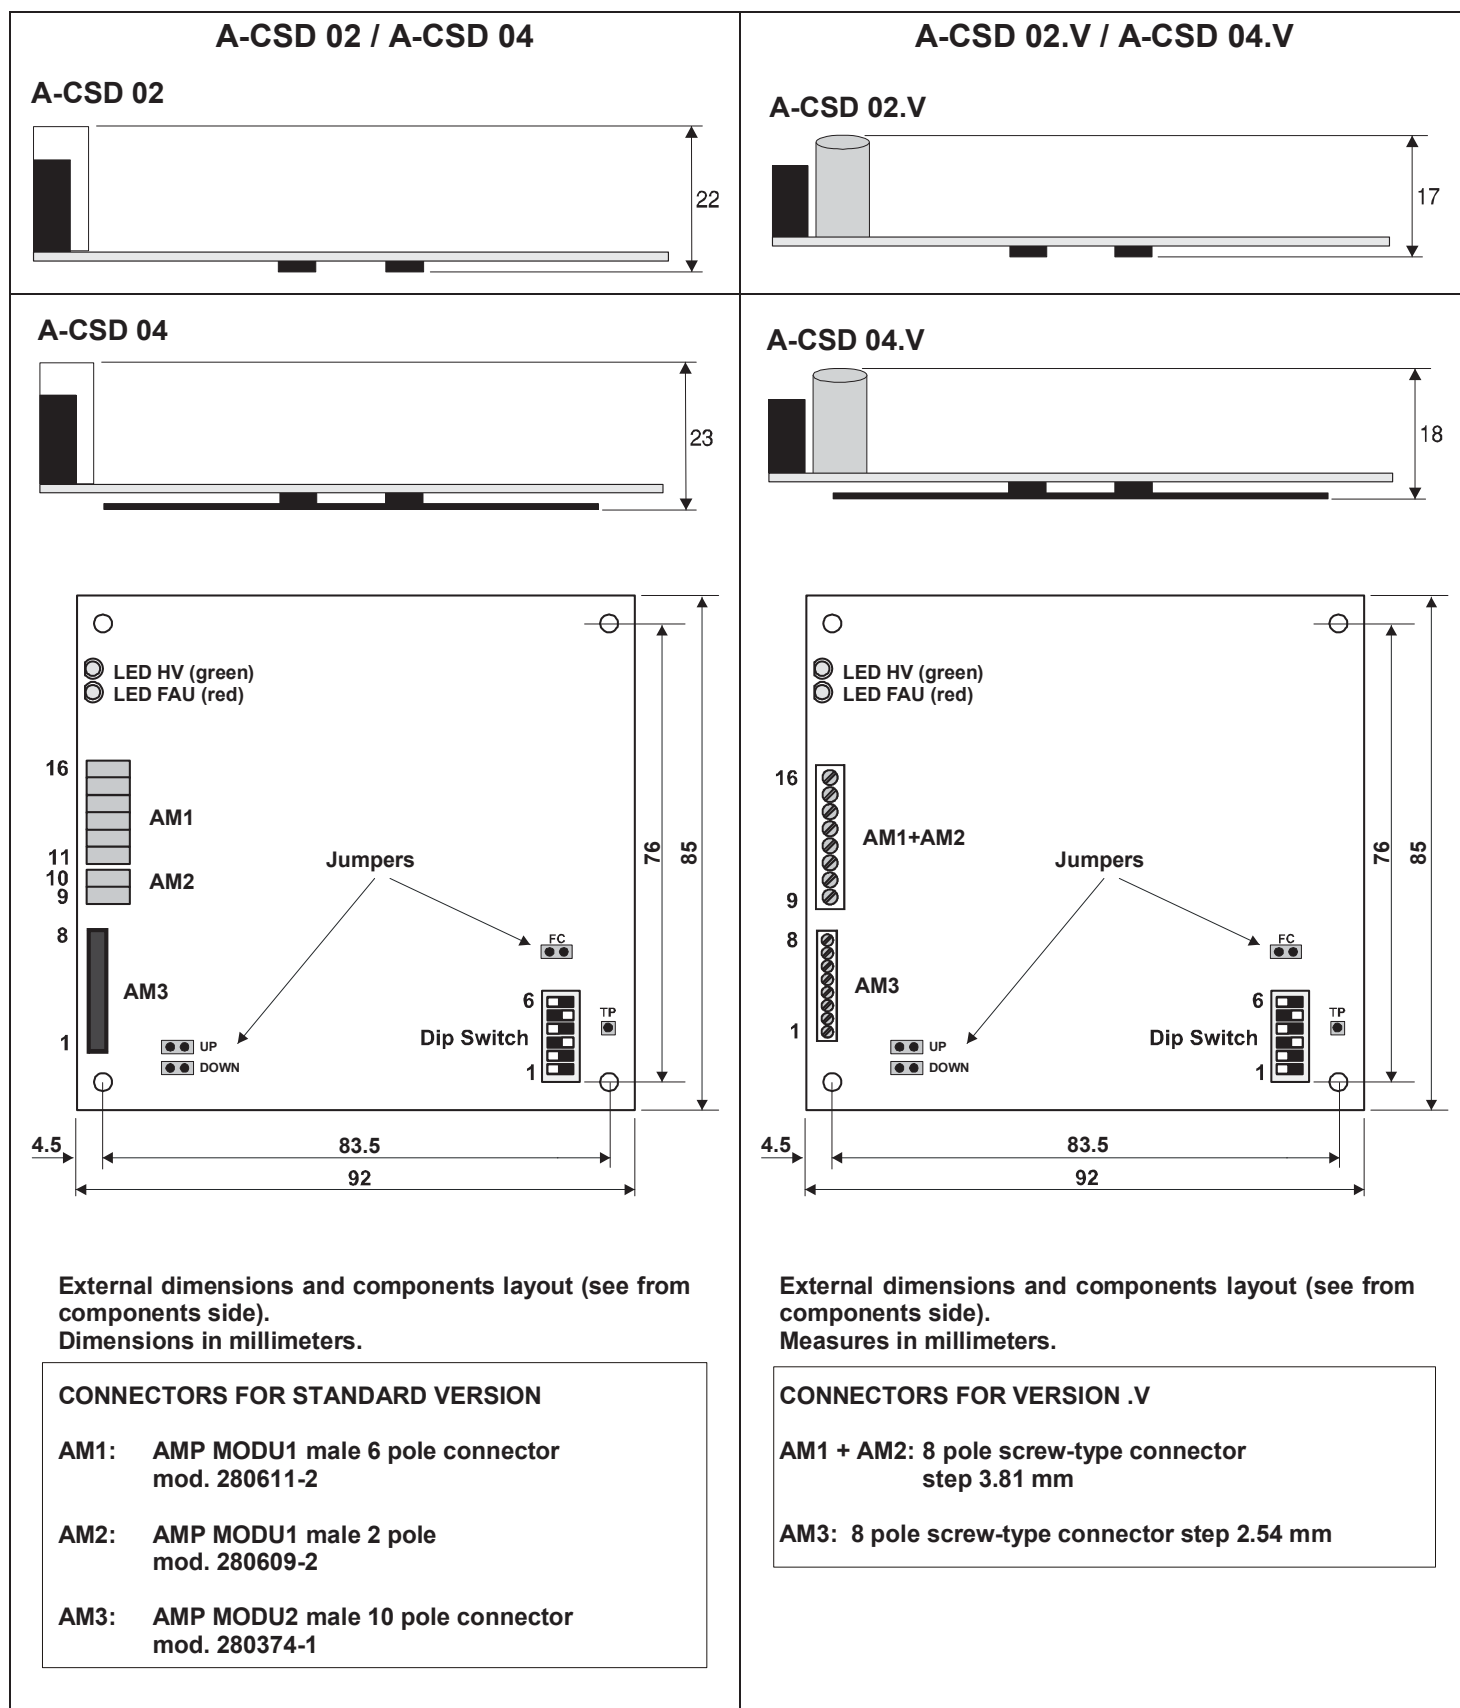 A-CSD 02 / A-CSD 04
A-CSD 02
22
A-CSD 04
23
LED HV (green)
LED FAU (red)
16
AM1
11
10
AM2
9
8
AM3
1
Jumpers
FC
UP
DOWN
6
Dip Switch
1
TP
76
85
4.5
83.5
92
External dimensions and components layout (see from
components side).
Dimensions in millimeters.
CONNECTORS FOR STANDARD VERSION
AM1: AMP MODU1 male 6 pole connector
mod. 280611-2
AM2: AMP MODU1 male 2 pole
mod. 280609-2
AM3: AMP MODU2 male 10 pole connector
mod. 280374-1
A-CSD 02.V / A-CSD 04.V
A-CSD 02.V
17
A-CSD 04.V
18
LED HV (green)
LED FAU (red)
16
AM1+AM2
9
8
AM3
1
Jumpers
FC
UP
DOWN
6
Dip Switch
1
TP
76
85
4.5
83.5
92
External dimensions and components layout (see from
components side).
Measures in millimeters.
CONNECTORS FOR VERSION .V
AM1 + AM2: 8 pole screw-type connector
step 3.81 mm
AM3: 8 pole screw-type connector step 2.54 mm